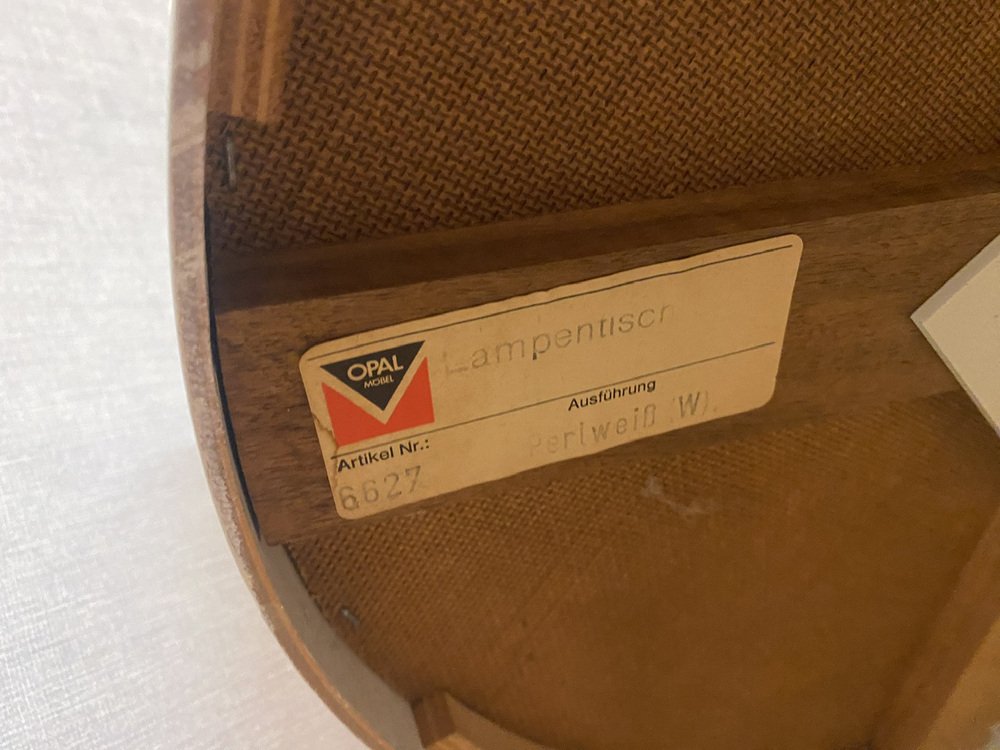 Lampentisch
OPAL
MÖBEL
Ausführung
Perlweiß (W).
Artikel Nr.:
6627